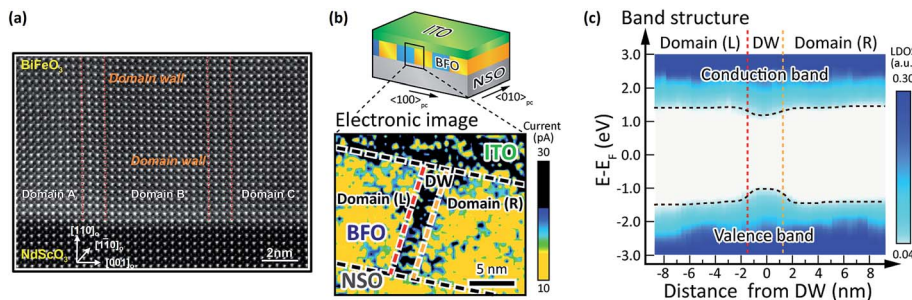 (a)
BiFeO3
Domain wall
Domain wall
Domain A
Domain B
Domain C
[110]o
[1̄10]o
[001]o
NdScO3
2nm
(b)
ITO
BFO
NSO
<100>pc
<010>pc
Electronic image
Current (pA)
30
10
ITO
DW
Domain (L)
Domain (R)
BFO
NSO
5 nm
(c)
Band structure
Domain (L)
DW
Domain (R)
LDOS
(a.u.)
0.30
0.04
Conduction band
Valence band
E-EF (eV)
3.0
2.0
1.0
0.0
-1.0
-2.0
-3.0
-8
-6
-4
-2
0
2
4
6
8
Distance from DW (nm)